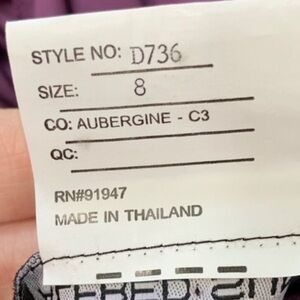 STYLE NO: D736
SIZE: 8
CO: AUBERGINE - C3
QC:
RN#91947
MADE IN THAILAND